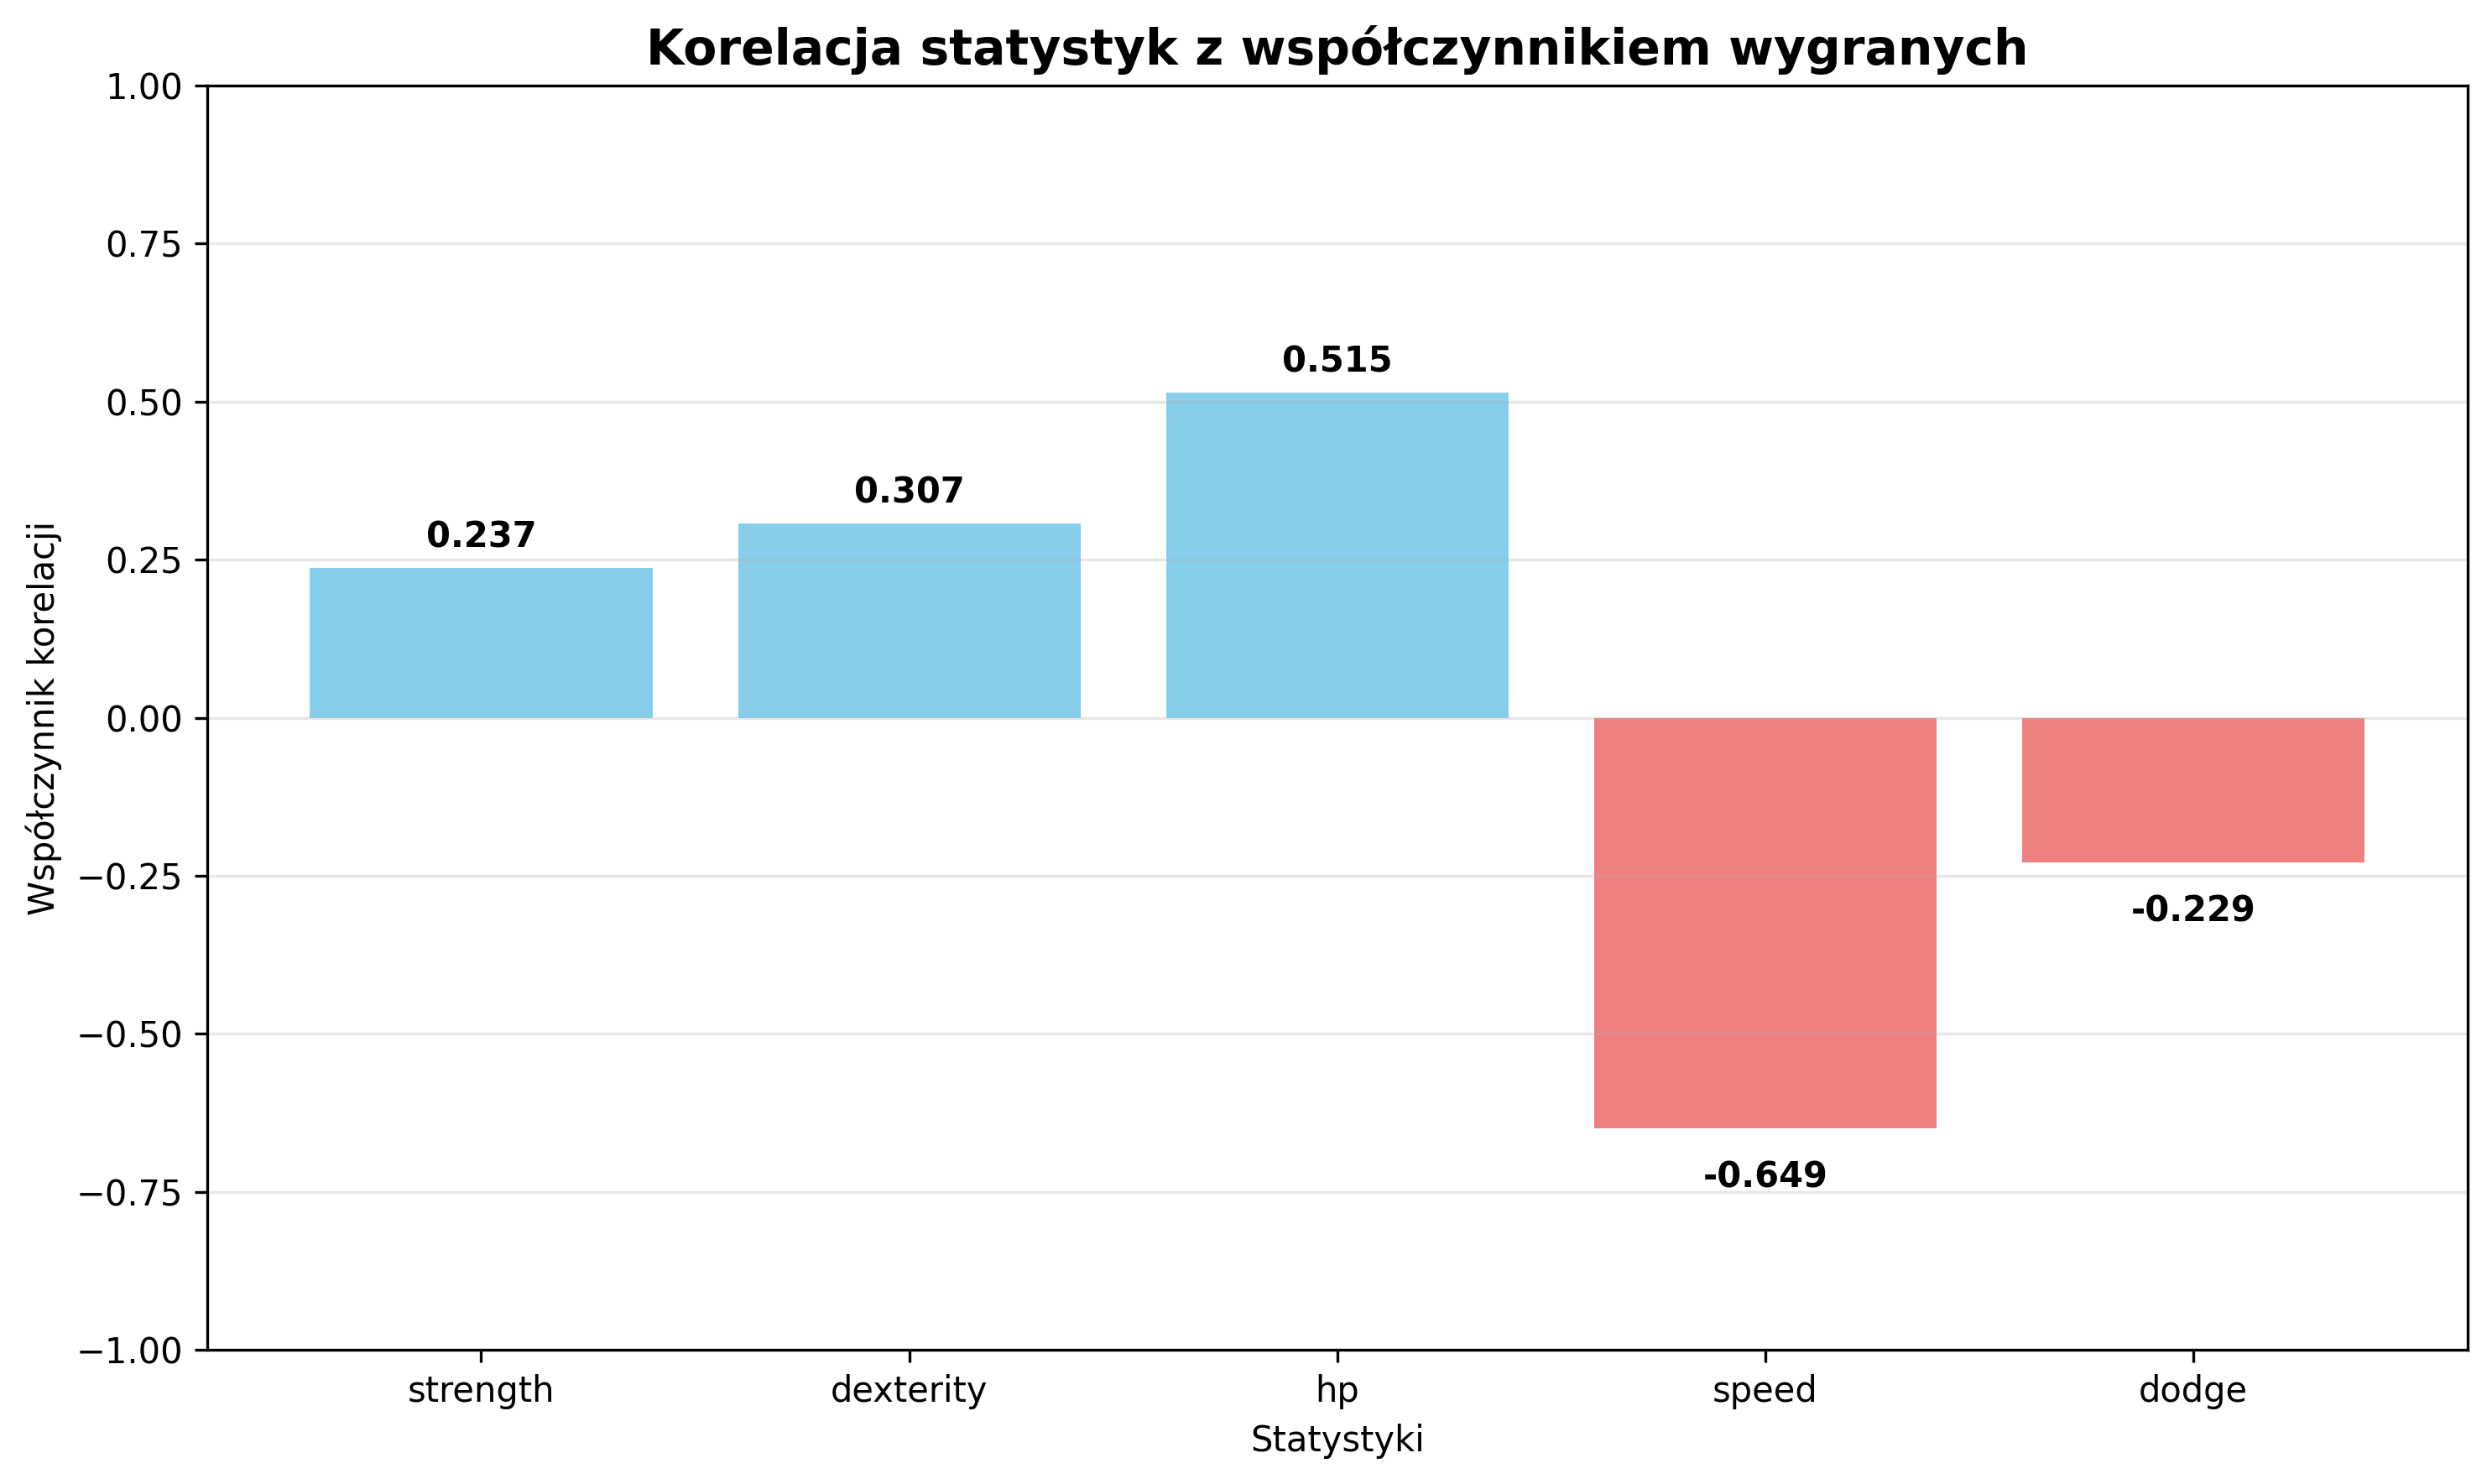 Korelacja statystyk z współczynnikiem wygranych
1.00
0.75
0.50
0.25
0.00
−0.25
−0.50
−0.75
−1.00
Współczynnik korelacji
0.237
0.307
0.515
-0.649
-0.229
strength
dexterity
hp
speed
dodge
Statystyki